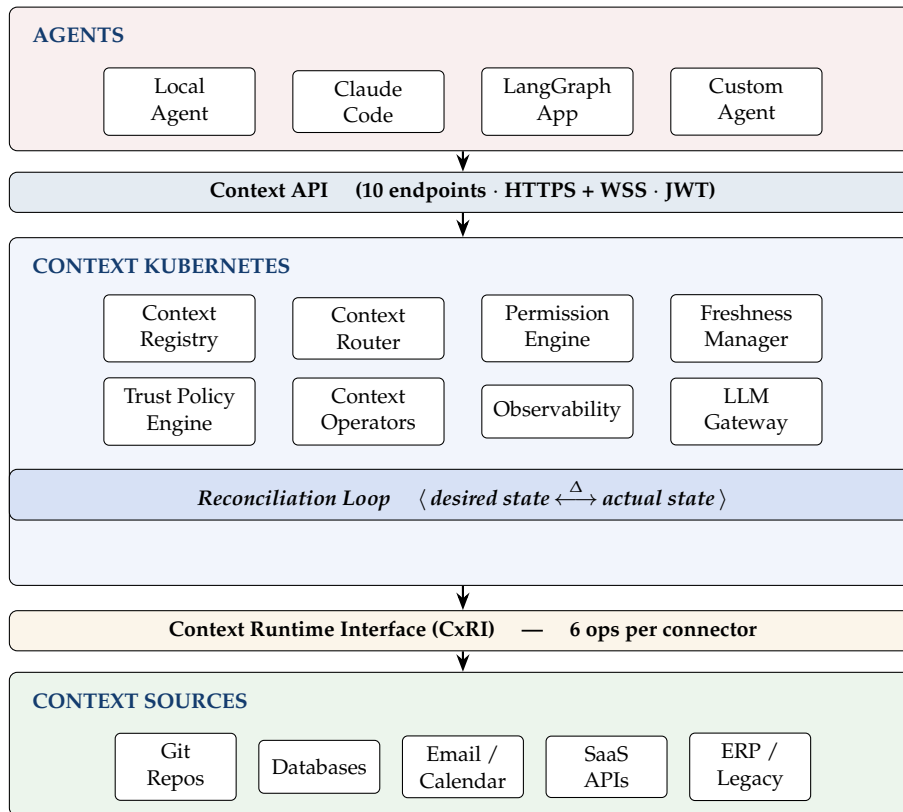 AGENTS
Local
Agent
Claude
Code
LangGraph
App
Custom
Agent
Context API (10 endpoints · HTTPS + WSS · JWT)
CONTEXT KUBERNETES
Context
Registry
Context
Router
Permission
Engine
Freshness
Manager
Trust Policy
Engine
Context
Operators
Observability
LLM
Gateway
Reconciliation Loop ⟨ desired state ⟷Δ actual state ⟩
Context Runtime Interface (CxRI) — 6 ops per connector
CONTEXT SOURCES
Git
Repos
Databases
Email /
Calendar
SaaS
APIs
ERP /
Legacy